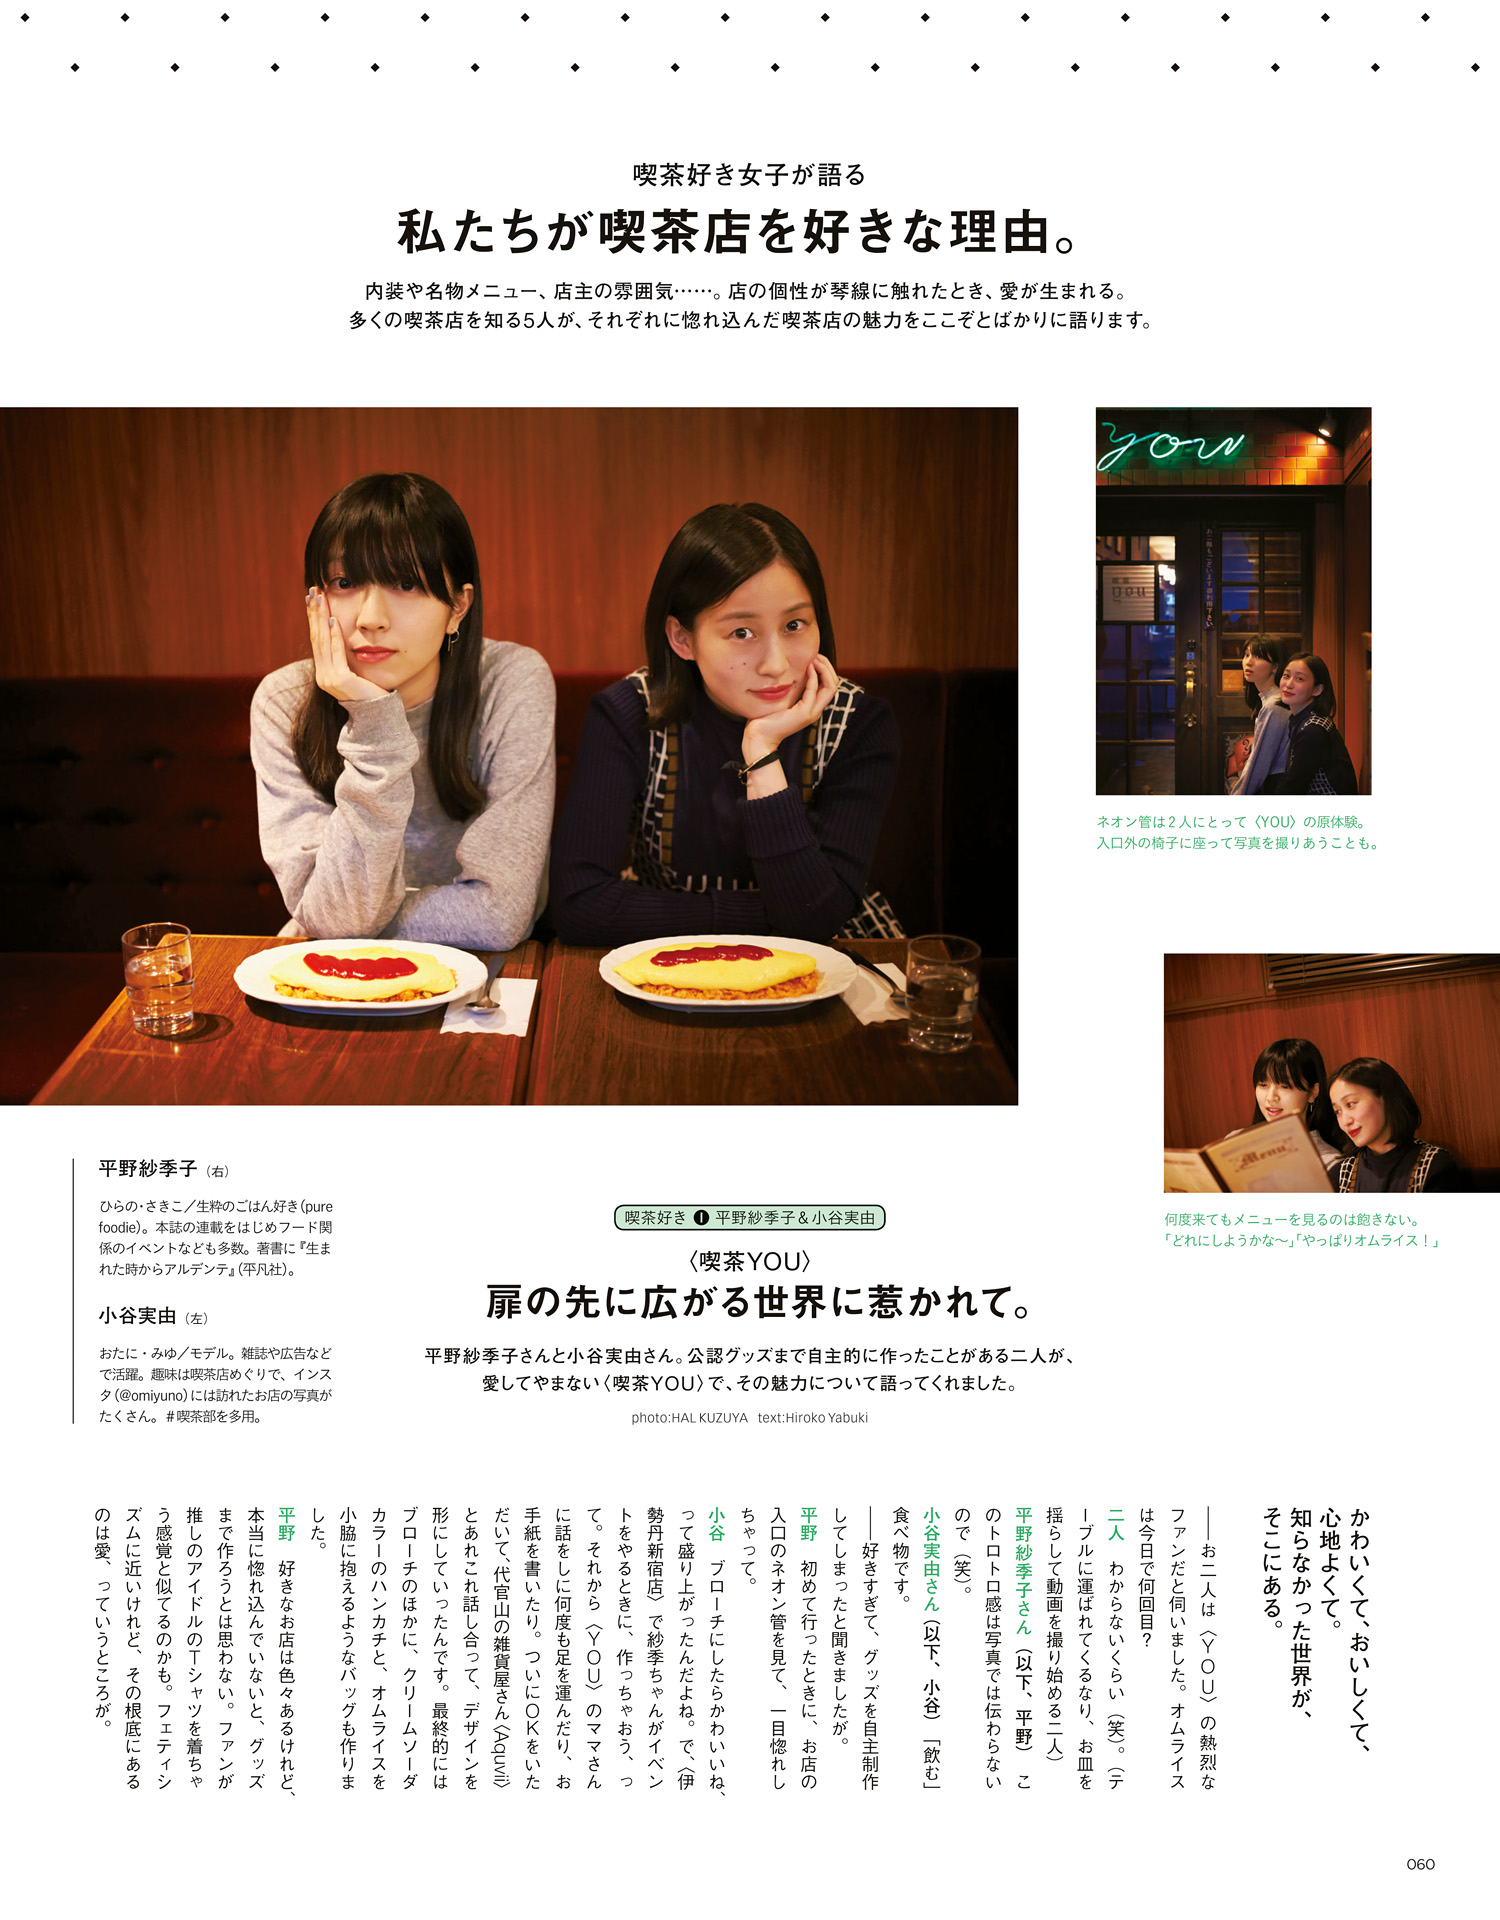 喫茶好き女子が語る
私たちが喫茶店を好きな理由。
内装や名物メニュー、店主の雰囲気……。店の個性が琴線に触れたとき、愛が生まれる。
多くの喫茶店を知る5人が、それぞれに惚れ込んだ喫茶店の魅力をここぞとばかりに語ります。
you
お二階もございます御利用下さい
you
ネオン管は2人にとって〈YOU〉の原体験。
入口外の椅子に座って写真を撮りあうことも。
Menu
何度来てもメニューを見るのは飽きない。
「どれにしようかな〜」「やっぱりオムライス！」
平野紗季子（右）
ひらの・さきこ／生粋のごはん好き（pure
foodie）。本誌の連載をはじめフード関
係のイベントなども多数。著書に『生ま
れた時からアルデンテ』（平凡社）。
小谷実由（左）
おたに・みゆ／モデル。雑誌や広告など
で活躍。趣味は喫茶店めぐりで、インス
タ（@omiyuno）には訪れたお店の写真が
たくさん。＃喫茶部を多用。
喫茶好き❶平野紗季子＆小谷実由
〈喫茶YOU〉
扉の先に広がる世界に惹かれて。
平野紗季子さんと小谷実由さん。公認グッズまで自主的に作ったことがある二人が、
愛してやまない〈喫茶YOU〉で、その魅力について語ってくれました。
photo:HAL KUZUYA text:Hiroko Yabuki
かわいくて、おいしくて、
心地よくて。
知らなかった世界が、
そこにある。
──お二人は〈YOU〉の熱烈な
ファンだと伺いました。オムライス
は今日で何回目？
二人　わからないくらい（笑）。（テ
ーブルに運ばれてくるなり、お皿を
揺らして動画を撮り始める二人）
平野紗季子さん（以下、平野）　こ
のトロトロ感は写真では伝わらない
ので（笑）。
小谷実由さん（以下、小谷）「飲む」
食べ物です。
──好きすぎて、グッズを自主制作
してしまったと聞きましたが。
平野　初めて行ったときに、お店の
入口のネオン管を見て、一目惚れし
ちゃって。
小谷　ブローチにしたらかわいいね、
って盛り上がったんだよね。で、〈伊
勢丹新宿店〉で紗季ちゃんがイベン
トをやるときに、作っちゃおう、っ
て。それから〈YOU〉のママさん
に話をしに何度も足を運んだり、お
手紙を書いたり。ついにOKをいた
だいて、代官山の雑貨屋さん〈Aquvii〉
とあれこれ話し合って、デザインを
形にしていったんです。最終的には
ブローチのほかに、クリームソーダ
カラーのハンカチと、オムライスを
小脇に抱えるようなバッグも作りま
した。
平野　好きなお店は色々あるけれど、
本当に惚れ込んでいないと、グッズ
まで作ろうとは思わない。ファンが
推しのアイドルのTシャツを着ちゃ
う感覚と似てるのかも。フェティシ
ズムに近いけれど、その根底にある
のは愛、っていうところが。
060